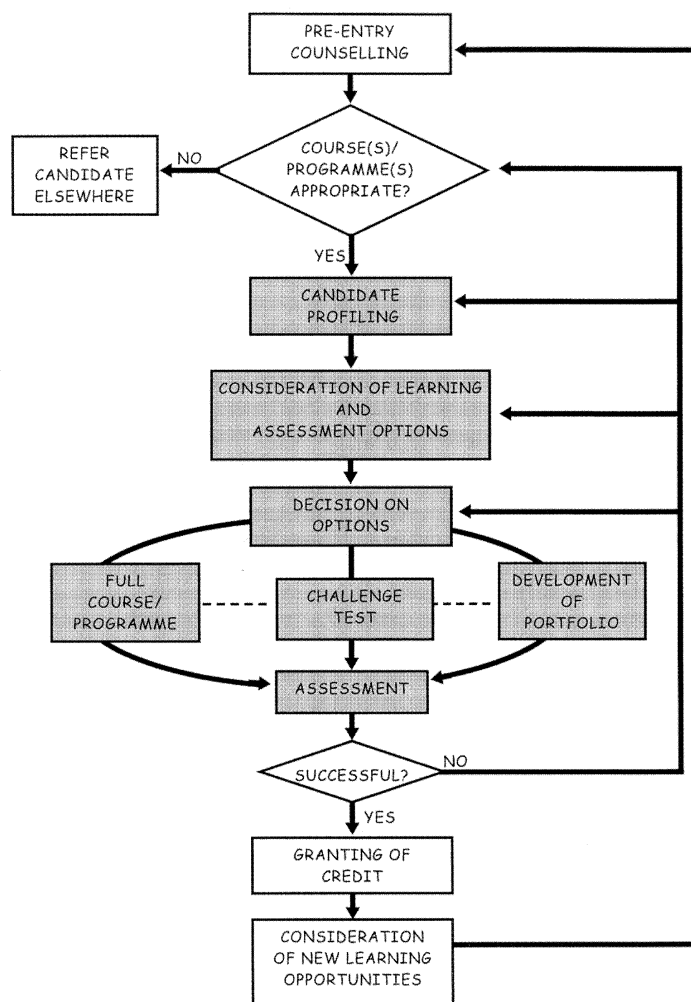 PRE-ENTRY
COUNSELLING
COURSE(S)/
PROGRAMME(S)
APPROPRIATE?
NO
REFER
CANDIDATE
ELSEWHERE
YES
CANDIDATE
PROFILING
CONSIDERATION OF LEARNING
AND
ASSESSMENT OPTIONS
DECISION ON
OPTIONS
FULL
COURSE/
PROGRAMME
CHALLENGE
TEST
DEVELOPMENT
OF
PORTFOLIO
ASSESSMENT
SUCCESSFUL?
NO
YES
GRANTING OF
CREDIT
CONSIDERATION
OF NEW LEARNING
OPPORTUNITIES